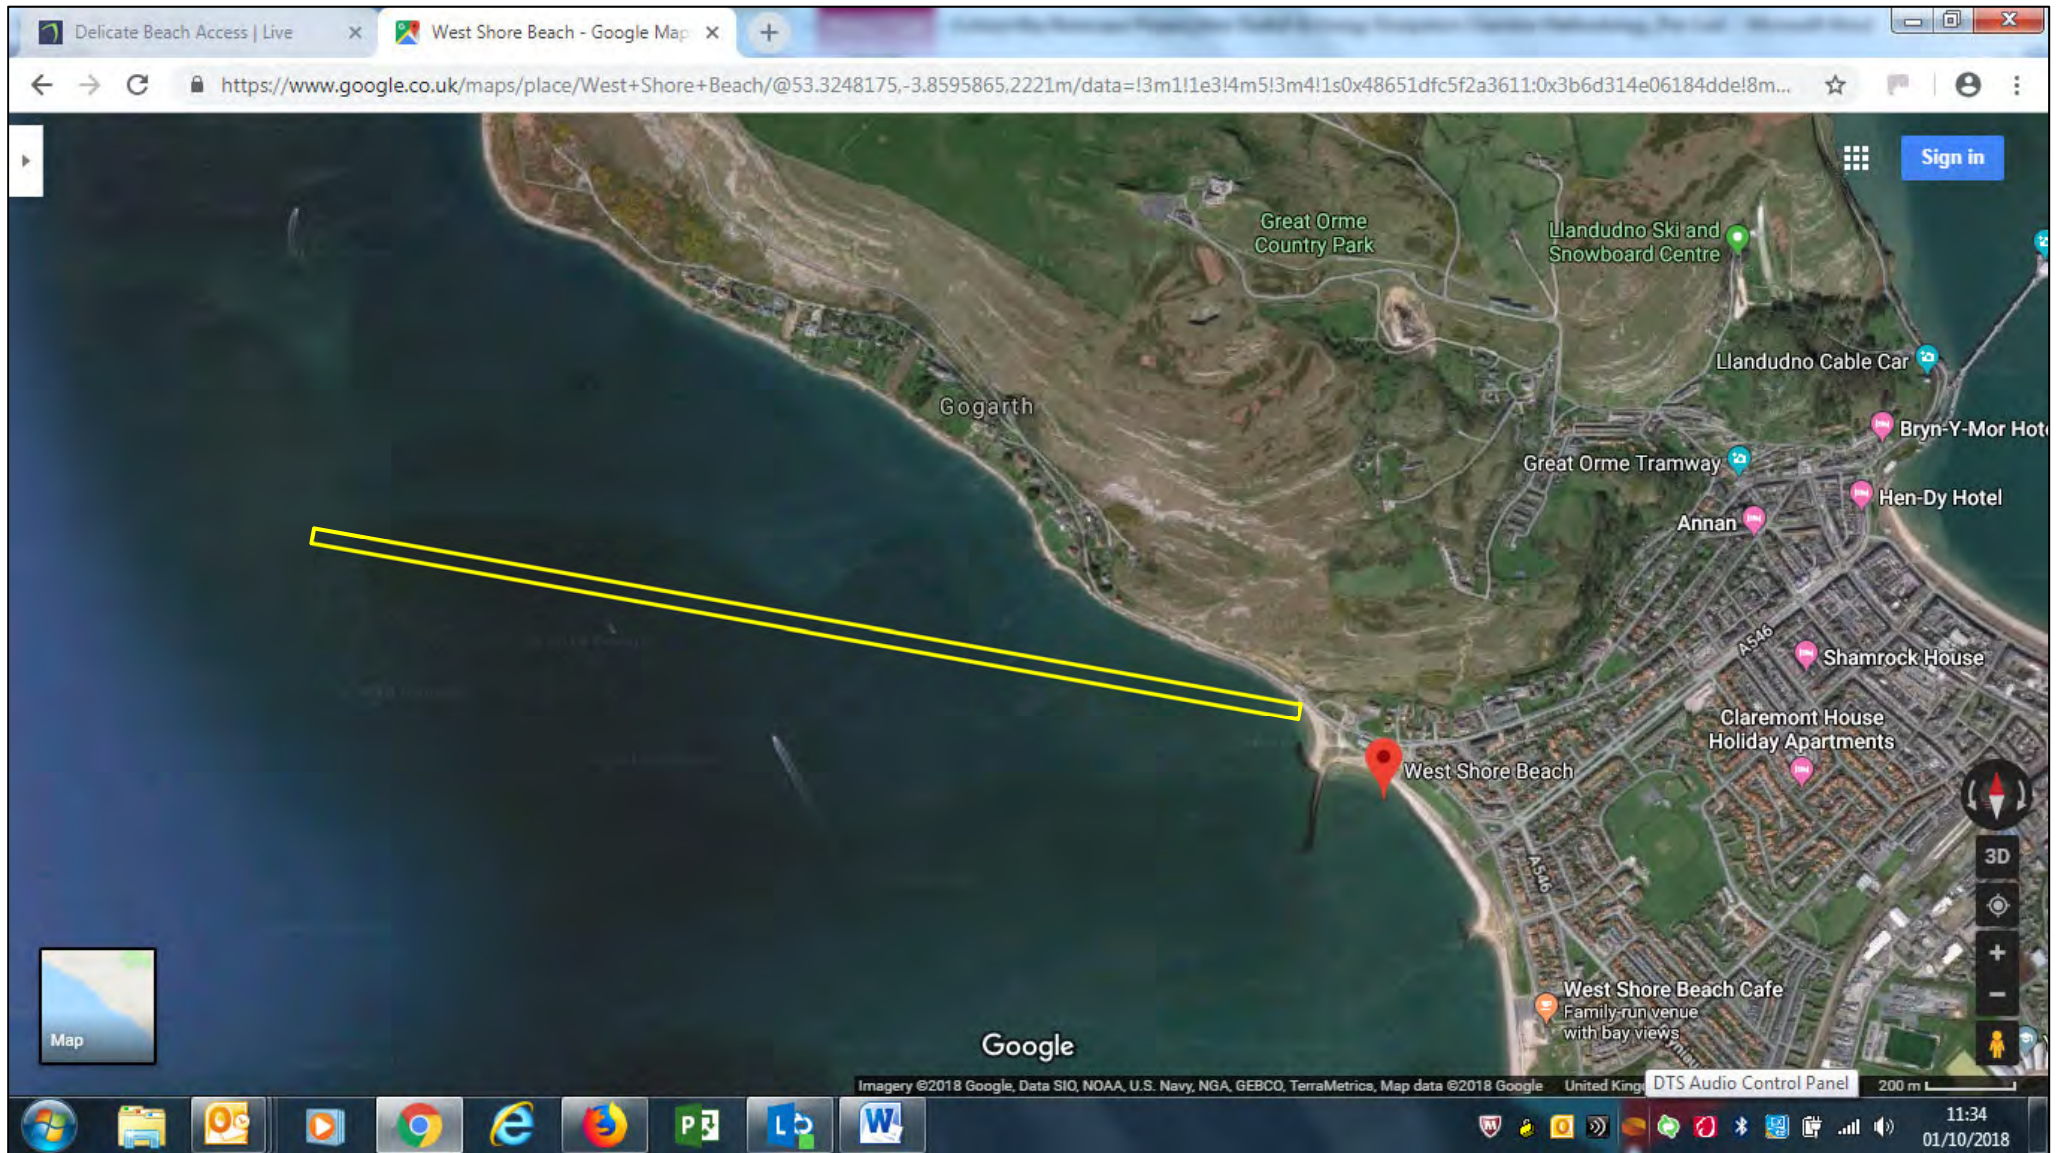 Delicate Beach Access | Live
West Shore Beach - Google Map
https://www.google.co.uk/maps/place/West+Shore+Beach/@53.3248175,-3.8595865,2221m/data=!3m1!1e3!4m5!3m4!1s0x48651dfc5f2a3611:0x3b6d314e06184dde!8m...
Sign in
Great Orme
Country Park
Llandudno Ski and
Snowboard Centre
Llandudno Cable Car
Gogarth
Bryn-Y-Mor Hot
Great Orme Tramway
Hen-Dy Hotel
Annan
A546
Shamrock House
Claremont House
Holiday Apartments
West Shore Beach
3D
A546
West Shore Beach Cafe
Family-run venue
with bay views
Map
Google
Imagery ©2018 Google, Data SIO, NOAA, U.S. Navy, NGA, GEBCO, TerraMetrics, Map data ©2018 Google United King
DTS Audio Control Panel
200 m
11:34
01/10/2018